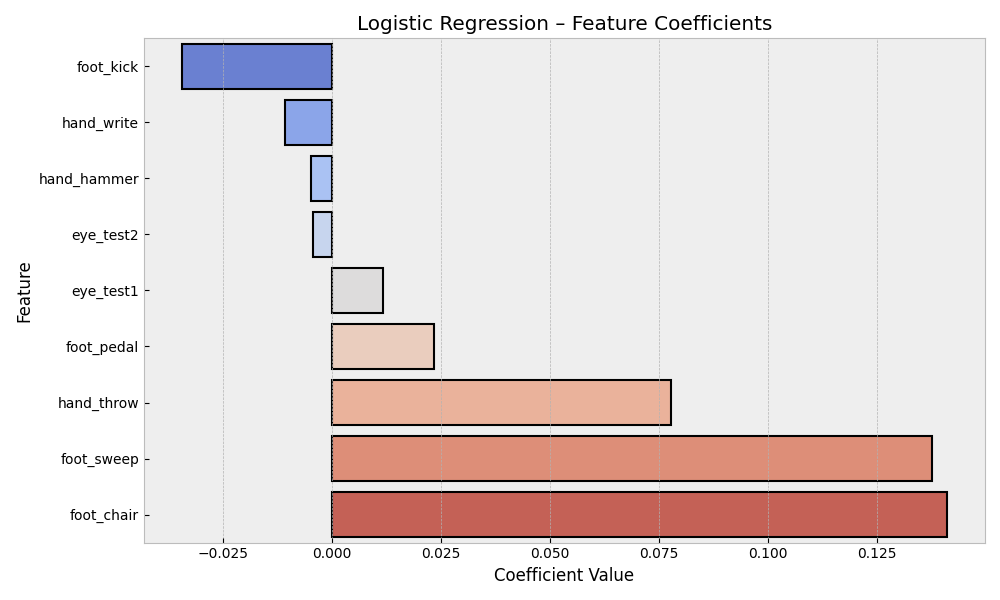 Logistic Regression – Feature Coefficients
foot_kick
hand_write
hand_hammer
eye_test2
eye_test1
foot_pedal
hand_throw
foot_sweep
foot_chair
Feature
−0.025 0.000 0.025 0.050 0.075 0.100 0.125
Coefficient Value